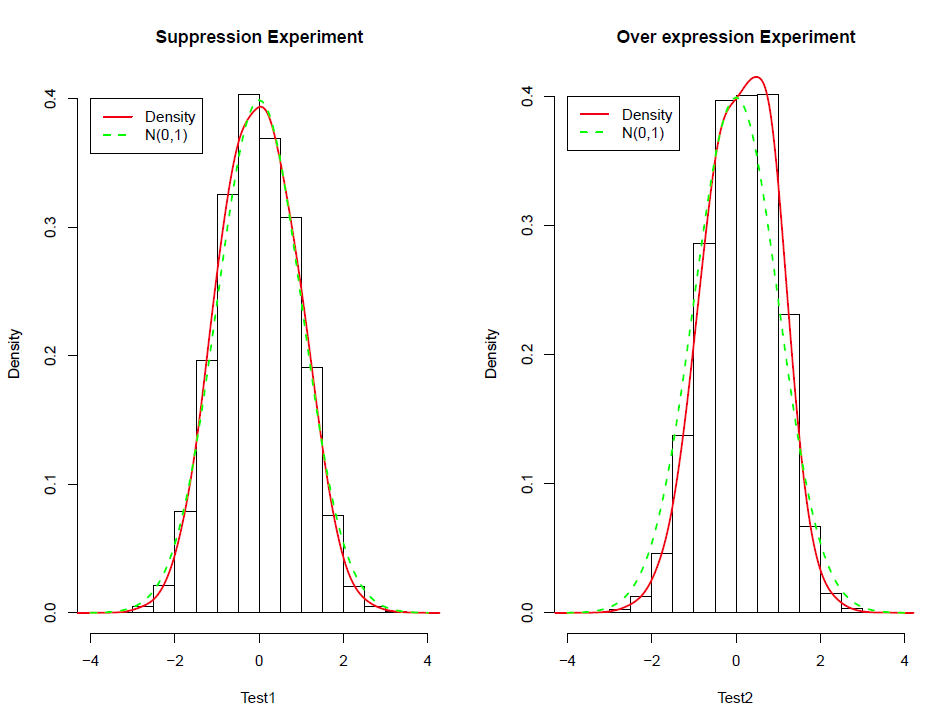 Suppression Experiment
Density
N(0,1)
0.4
0.3
0.2
0.1
0.0
Density
−4 −2 0 2 4
Test1
Over expression Experiment
Density
N(0,1)
0.4
0.3
0.2
0.1
0.0
Density
−4 −2 0 2 4
Test2